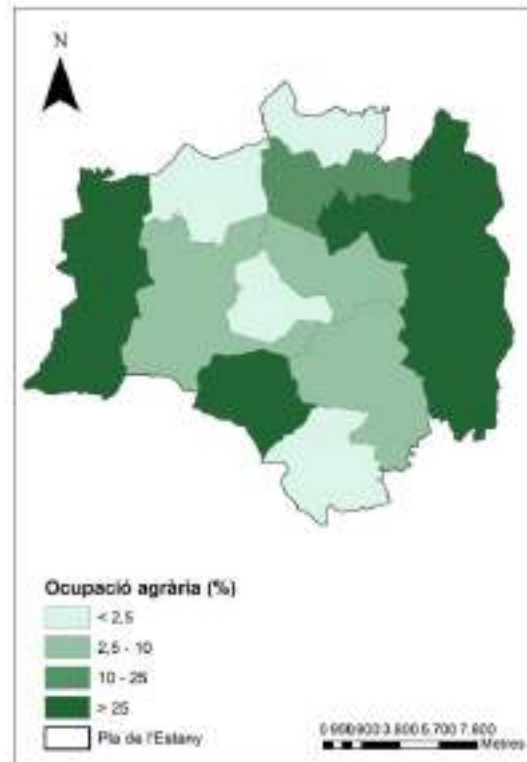 N
Ocupació agrària (%)
< 2,5
2,5 - 10
10 - 25
> 25
Pla de l'Estany
Metres